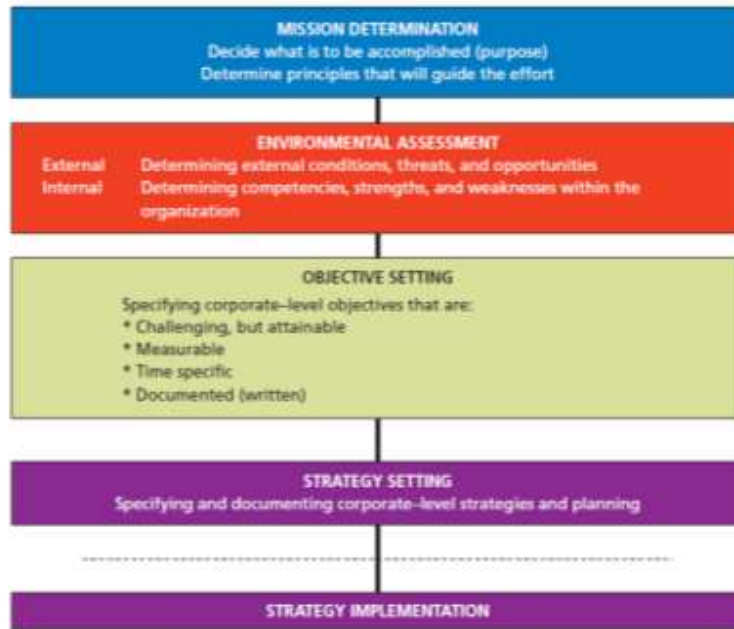 MISSION DETERMINATION
Decide what is to be accomplished (purpose)
Determine principles that will guide the effort
ENVIRONMENTAL ASSESSMENT
External Determining external conditions, threats, and opportunities
Internal Determining competencies, strengths, and weaknesses within the
organization
OBJECTIVE SETTING
Specifying corporate–level objectives that are:
* Challenging, but attainable
* Measurable
* Time specific
* Documented (written)
STRATEGY SETTING
Specifying and documenting corporate–level strategies and planning
STRATEGY IMPLEMENTATION